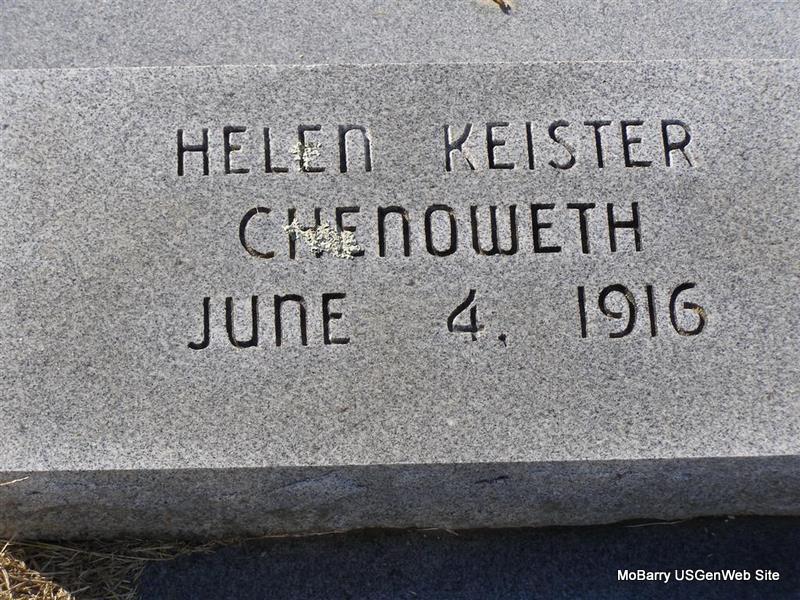 HELEN KEISTER
CHENOWETH
JUNE 4, 1916
MoBarry USGenWeb Site